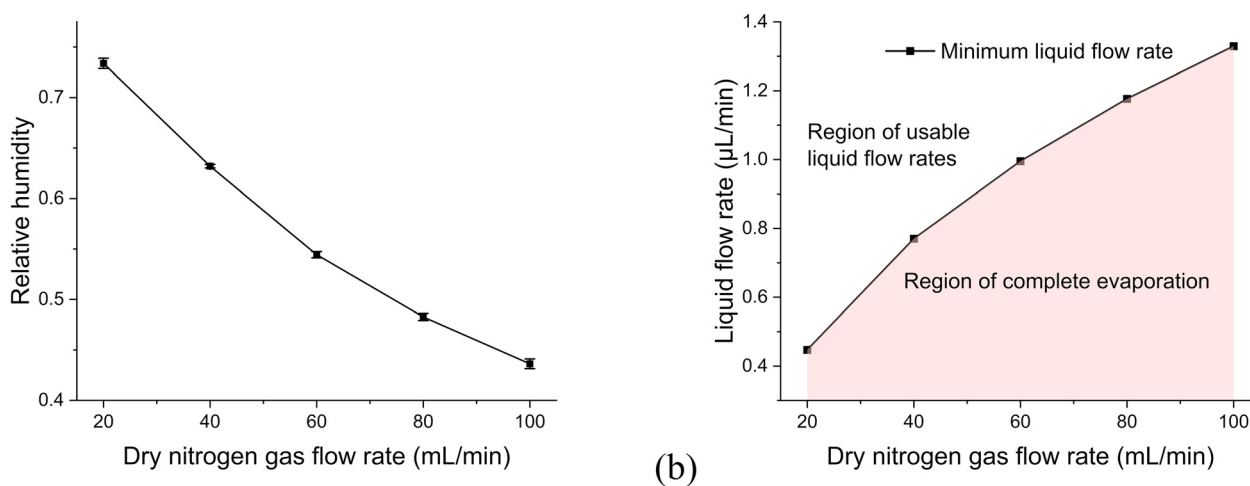 0.7
0.6
0.5
0.4
20 40 60 80 100
Relative humidity
Dry nitrogen gas flow rate (mL/min)
(b)
1.4
1.2
1.0
0.8
0.6
0.4
20 40 60 80 100
Liquid flow rate (µL/min)
Minimum liquid flow rate
Region of usable
liquid flow rates
Region of complete evaporation
Dry nitrogen gas flow rate (mL/min)